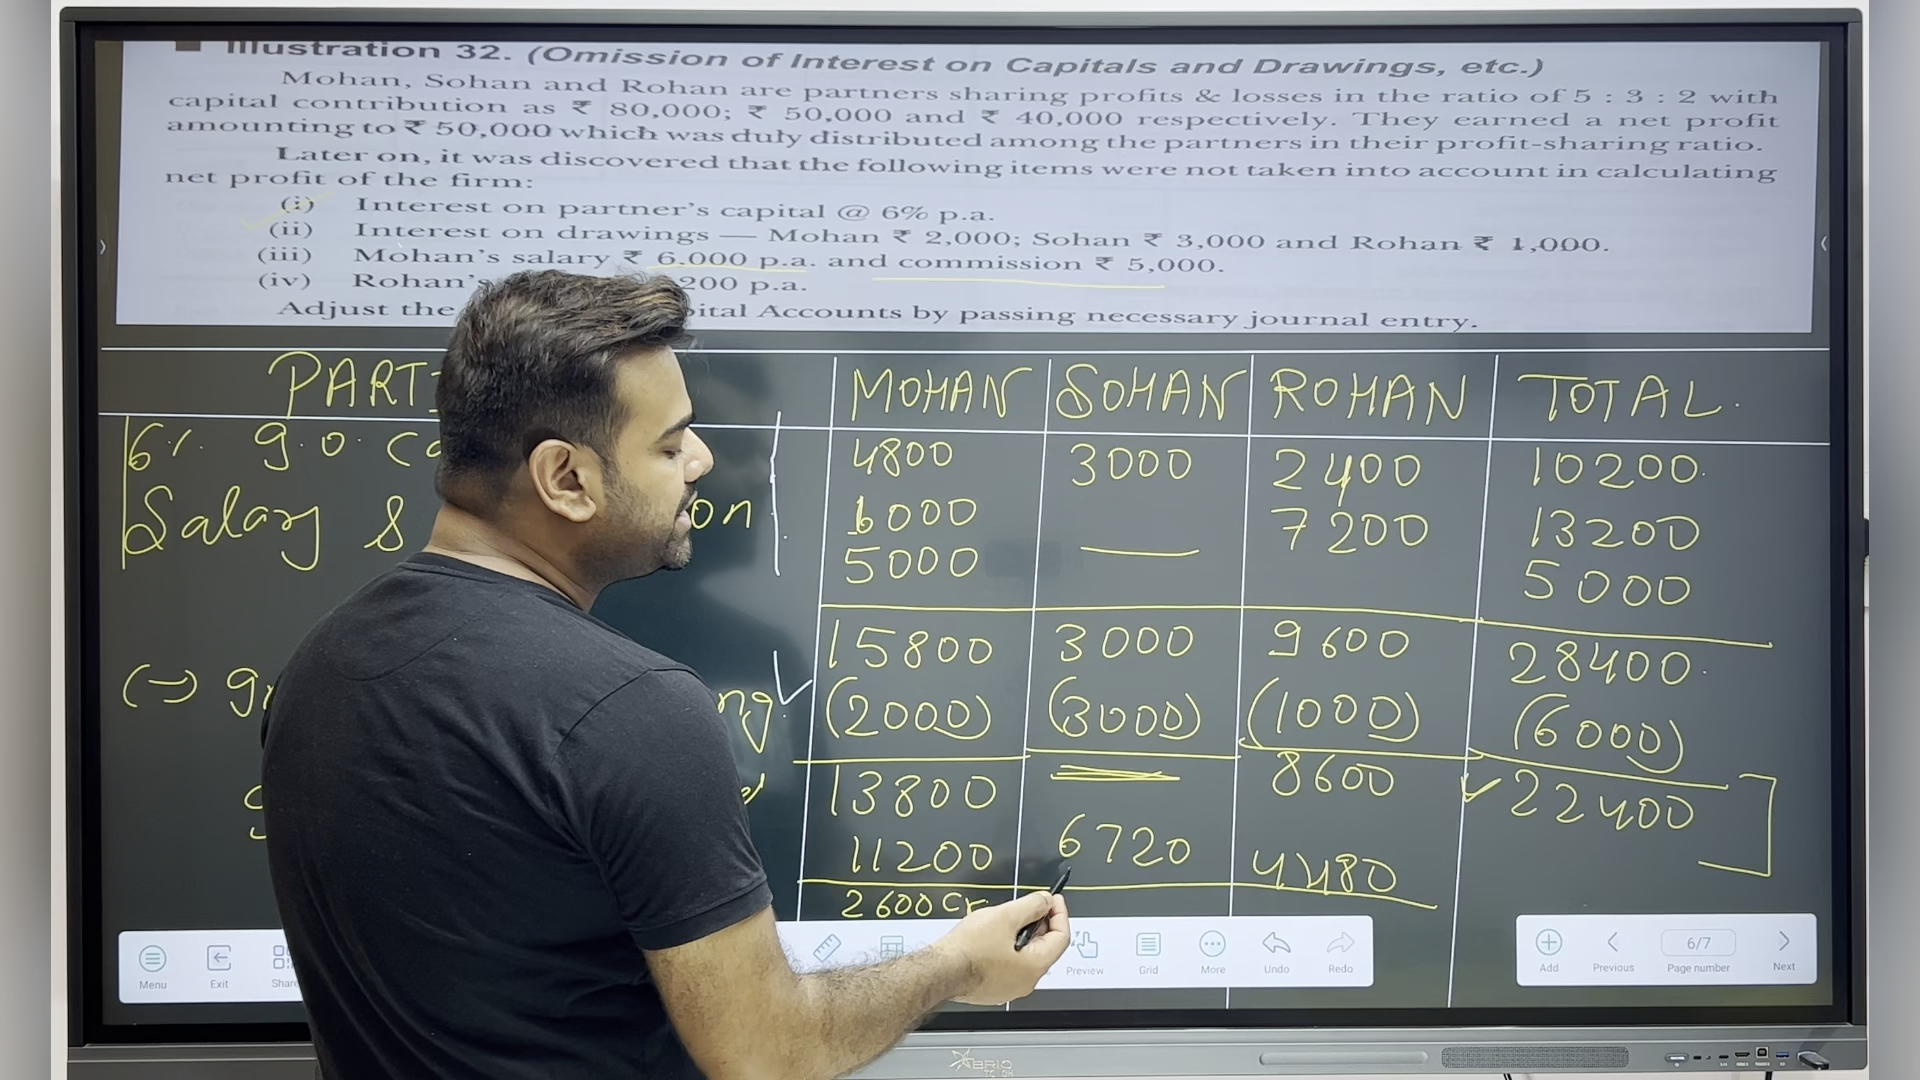 Illustration 32. (Omission of Interest on Capitals and Drawings, etc.)
Mohan, Sohan and Rohan are partners sharing profits & losses in the ratio of 5 : 3 : 2 with
capital contribution as ₹ 80,000; ₹ 50,000 and ₹ 40,000 respectively. They earned a net profit
amounting to ₹ 50,000 which was duly distributed among the partners in their profit-sharing ratio.
Later on, it was discovered that the following items were not taken into account in calculating
net profit of the firm:
(i) Interest on partner's capital @ 6% p.a.
(ii) Interest on drawings — Mohan ₹ 2,000; Sohan ₹ 3,000 and Rohan ₹ 1,000.
(iii) Mohan's salary ₹ 6,000 p.a. and commission ₹ 5,000.
(iv) Rohan's 200 p.a.
Adjust the ital Accounts by passing necessary journal entry.
PARTI MOHAN SOHAN ROHAN TOTAL
6% g.o. ca 4800 3000 2400 10200
Salary & on 6000 — 7200 13200
5000 5000
15800 3000 9600 28400
(-) ng (2000) (3000) (1000) (6000)
13800 8600 22400
11200 6720 4480
2600 Cr
Menu Exit Share Preview Grid More Undo Redo Add Previous 6/7 Page number Next